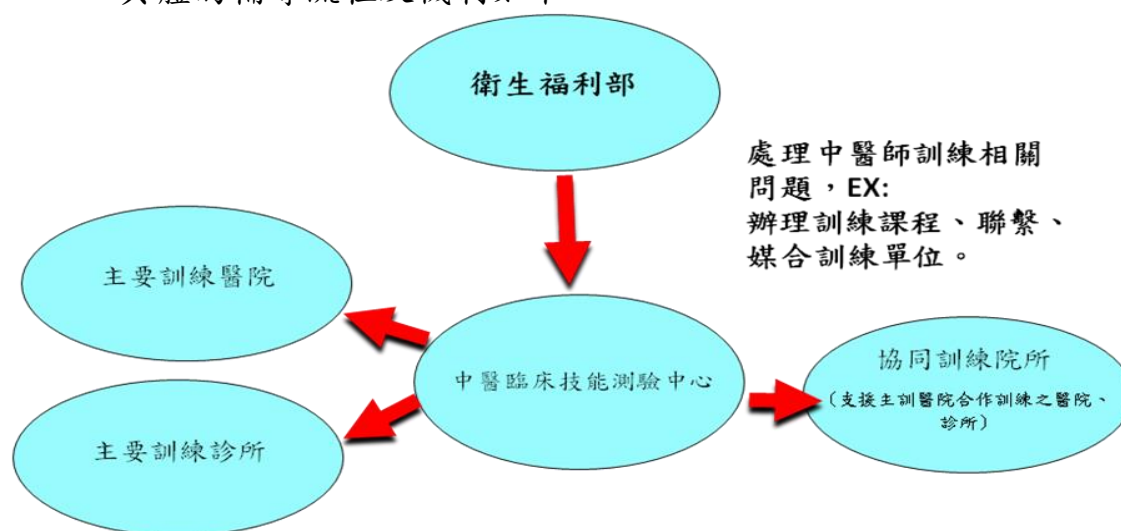 衛生福利部
處理中醫師訓練相關
問題，EX:
辦理訓練課程、聯繫、
媒合訓練單位。
主要訓練醫院
中醫臨床技能測驗中心
協同訓練院所
（支援主訓醫院合作訓練之醫院、
診所）
主要訓練診所